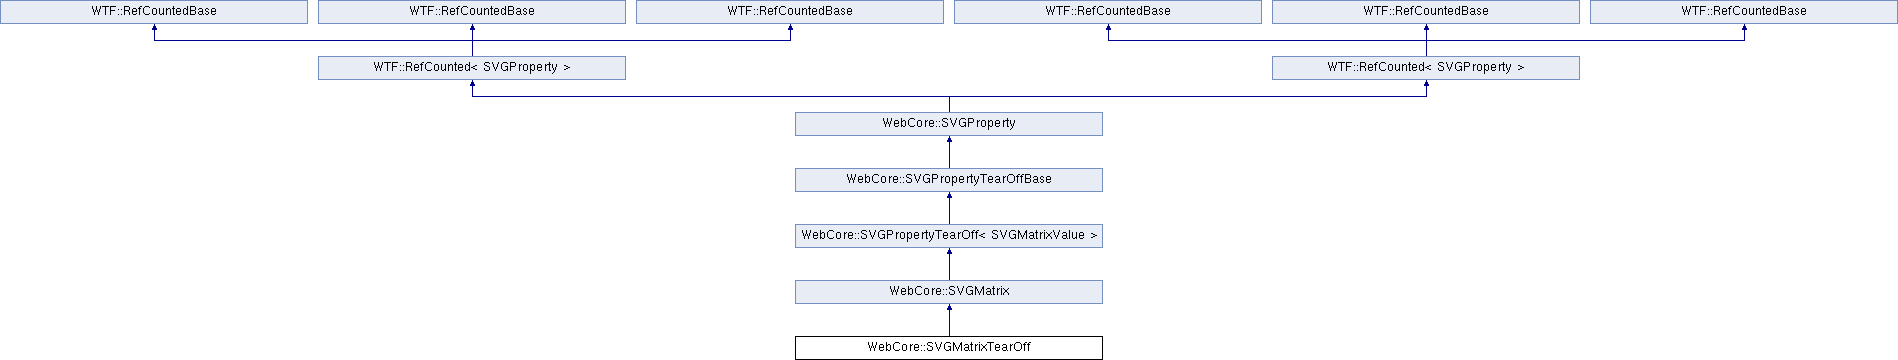 WTF::RefCountedBase
WTF::RefCountedBase
WTF::RefCountedBase
WTF::RefCountedBase
WTF::RefCountedBase
WTF::RefCountedBase
WTF::RefCounted< SVGProperty >
WTF::RefCounted< SVGProperty >
WebCore::SVGProperty
WebCore::SVGPropertyTearOffBase
WebCore::SVGPropertyTearOff< SVGMatrixValue >
WebCore::SVGMatrix
WebCore::SVGMatrixTearOff